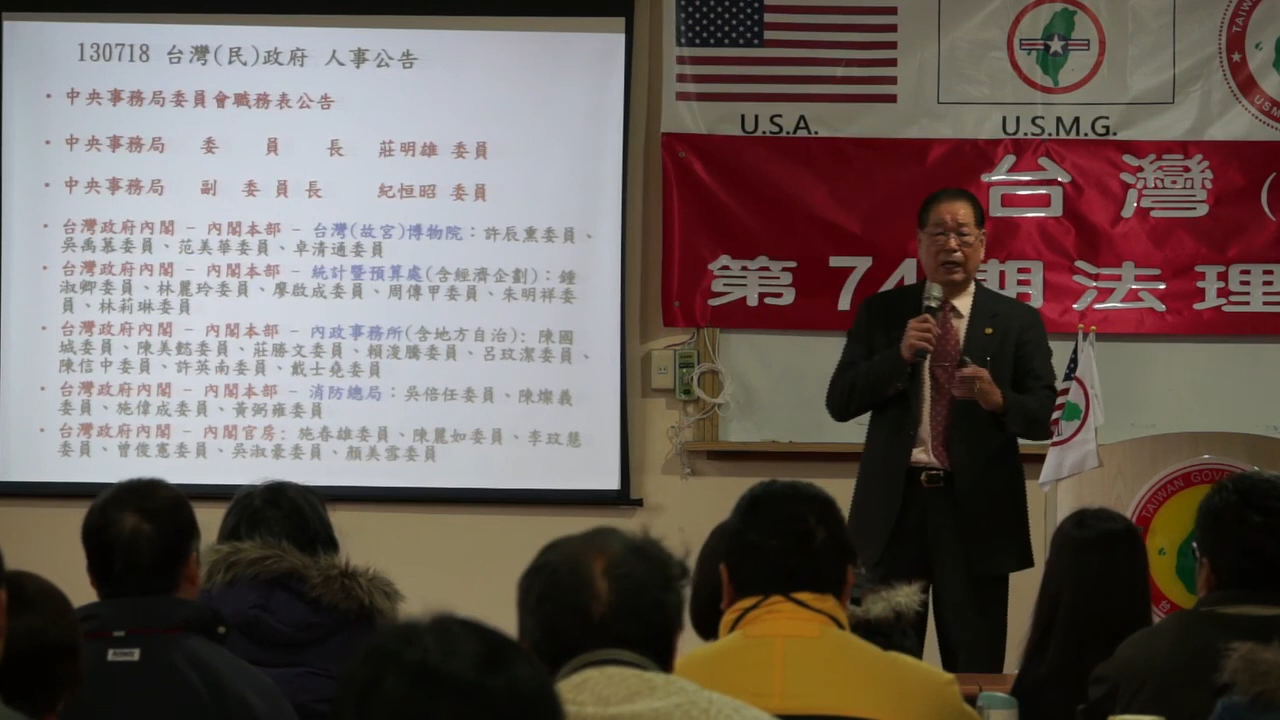 130718 台灣(民)政府 人事公告
• 中央事務局委員會職務表公告
• 中央事務局 委 員 長 莊明雄 委員
• 中央事務局 副 委 員 長 紀恒昭 委員
• 台灣政府內閣 – 內閣本部 – 台灣(故宮)博物院：許辰熏委員、
吳禹慕委員、范美華委員、卓清通委員
• 台灣政府內閣 – 內閣本部 – 統計暨預算處(含經濟企劃)：鍾
淑卿委員、林麗玲委員、廖啟成委員、周傳甲委員、朱明祥委
員、林莉琳委員
• 台灣政府內閣 – 內閣本部 – 內政事務所(含地方自治)：陳國
城委員、陳美懿委員、莊勝文委員、賴浚騰委員、呂玟潔委員、
陳信中委員、許英南委員、戴士堯委員
• 台灣政府內閣 – 內閣本部 – 消防總局：吳倍任委員、陳燦義
委員、施偉成委員、黃弼雍委員
• 台灣政府內閣 – 內閣官房：施春雄委員、陳麗如委員、李玟慧
委員、曾俊憲委員、吳淑豪委員、顏美雪委員
U.S.A.
U.S.M.G.
TAIWAN
USMG
台灣(
第74期法理
TAIWAN GOVER
台